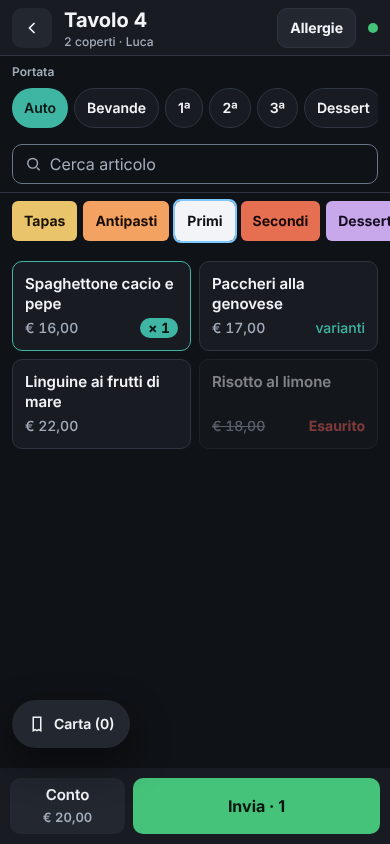 Tavolo 4
2 coperti · Luca
Allergie
Portata
Auto
Bevande
1ª
2ª
3ª
Dessert
Cerca articolo
Tapas
Antipasti
Primi
Secondi
Dessert
Spaghettone cacio e
pepe
€ 16,00
× 1
Paccheri alla
genovese
€ 17,00
varianti
Linguine ai frutti di
mare
€ 22,00
Risotto al limone
€ 18,00
Esaurito
Carta (0)
Conto
€ 20,00
Invia · 1